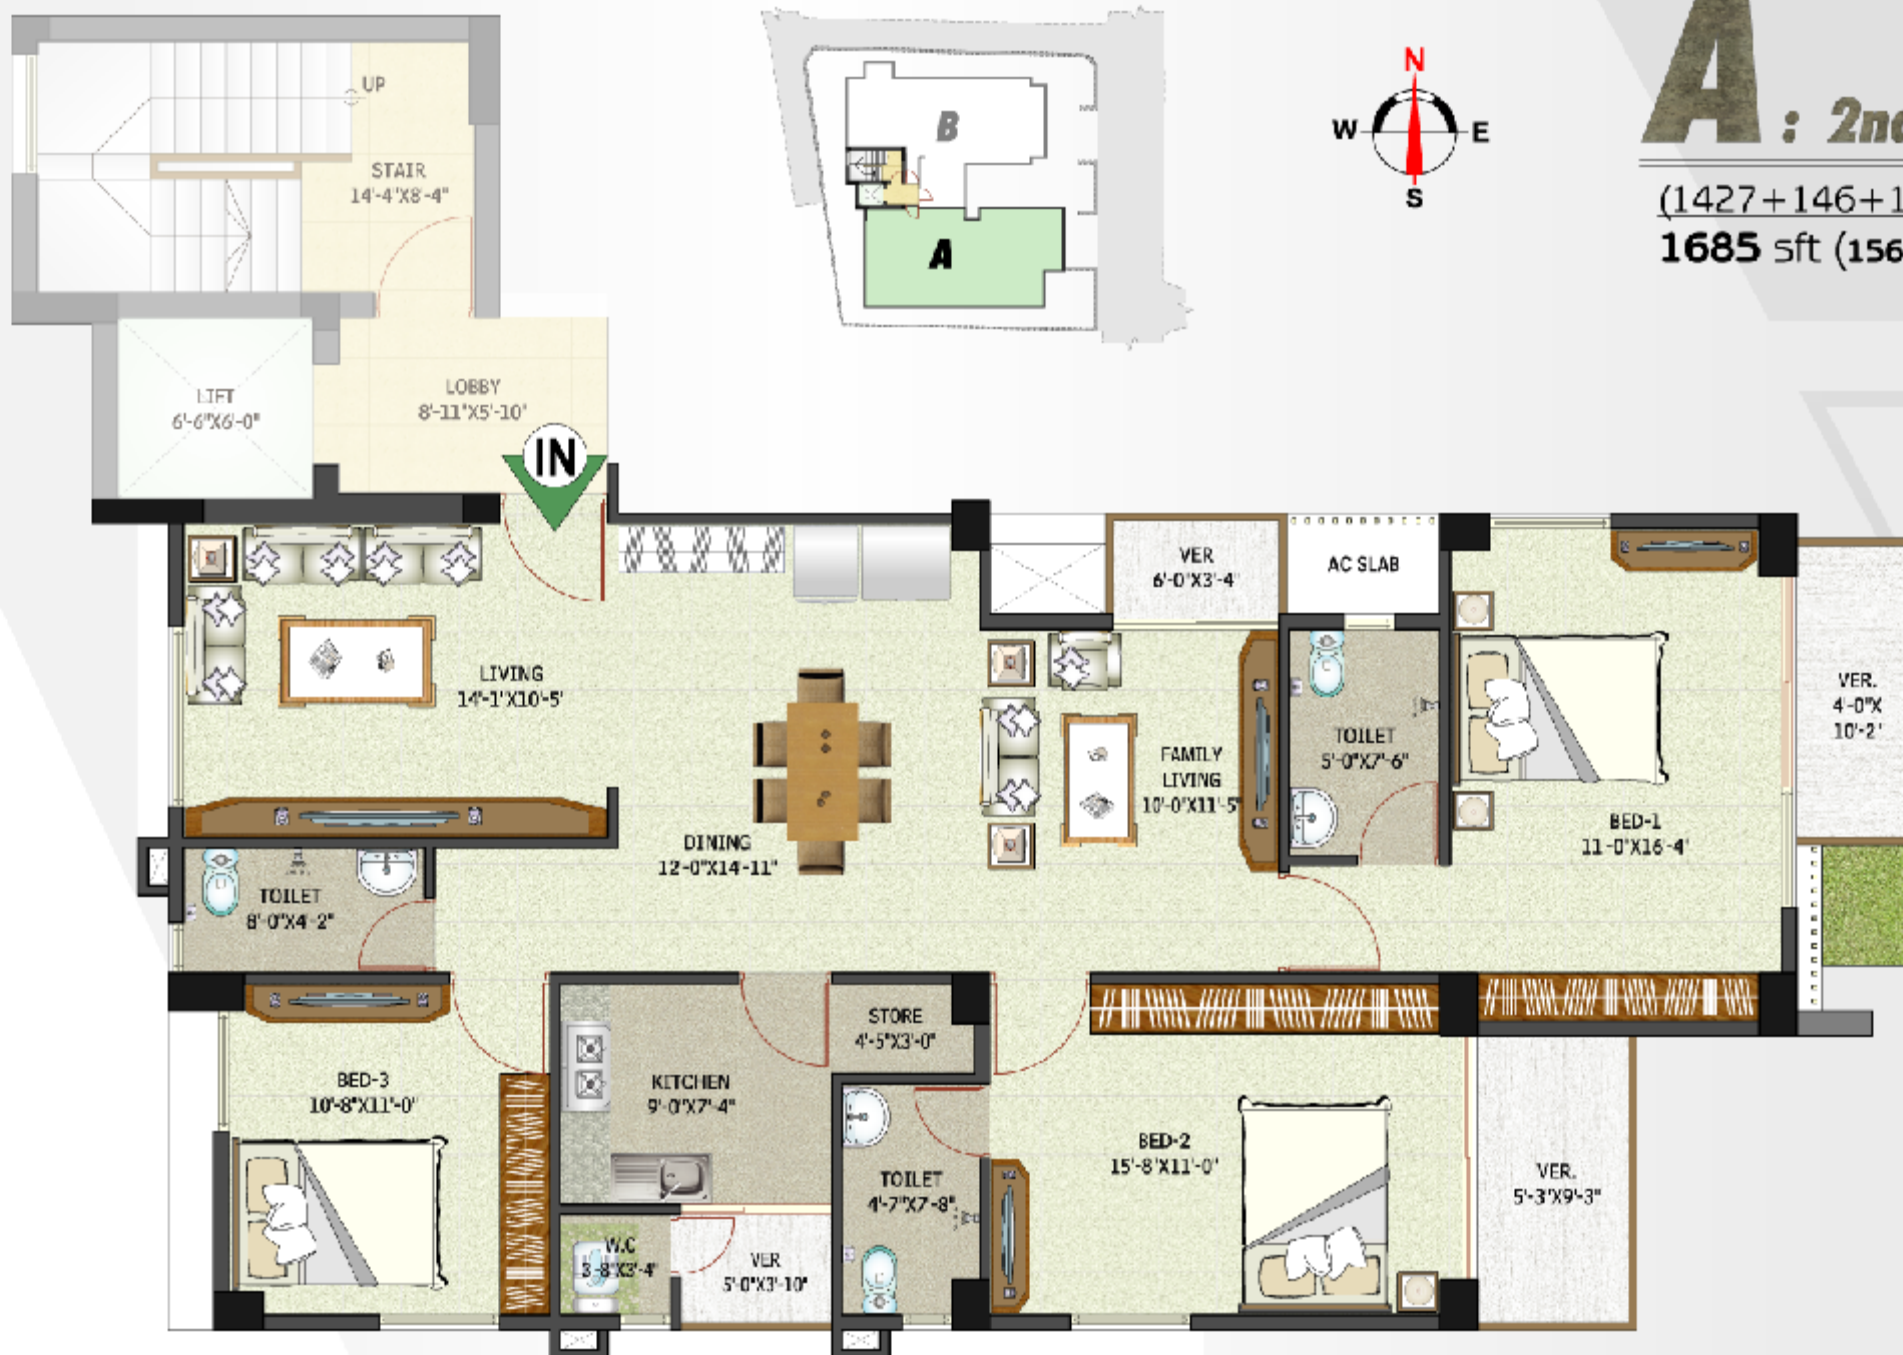 UP
STAIR
14'-4"X8'-4"
LIFT
6'-6"X6'-0"
LOBBY
8'-11"X5'-10"
IN
B
A
N
W
E
S
A : 2n
(1427+146+1
1685 sft (156
VER
6'-0"X3'-4"
AC SLAB
LIVING
14'-1"X10'-5"
DINING
12'-0"X14'-11"
FAMILY
LIVING
10'-0"X11'-5"
TOILET
5'-0"X7'-6"
BED-1
11'-0"X16'-4"
VER.
4'-0"X
10'-2"
TOILET
8'-0"X4'-2"
BED-3
10'-8"X11'-0"
KITCHEN
9'-0"X7'-4"
STORE
4'-5"X3'-0"
TOILET
4'-7"X7'-8"
W.C
3'-8"X3'-4"
VER
5'-0"X3'-10"
BED-2
15'-8"X11'-0"
VER.
5'-3"X9'-3"